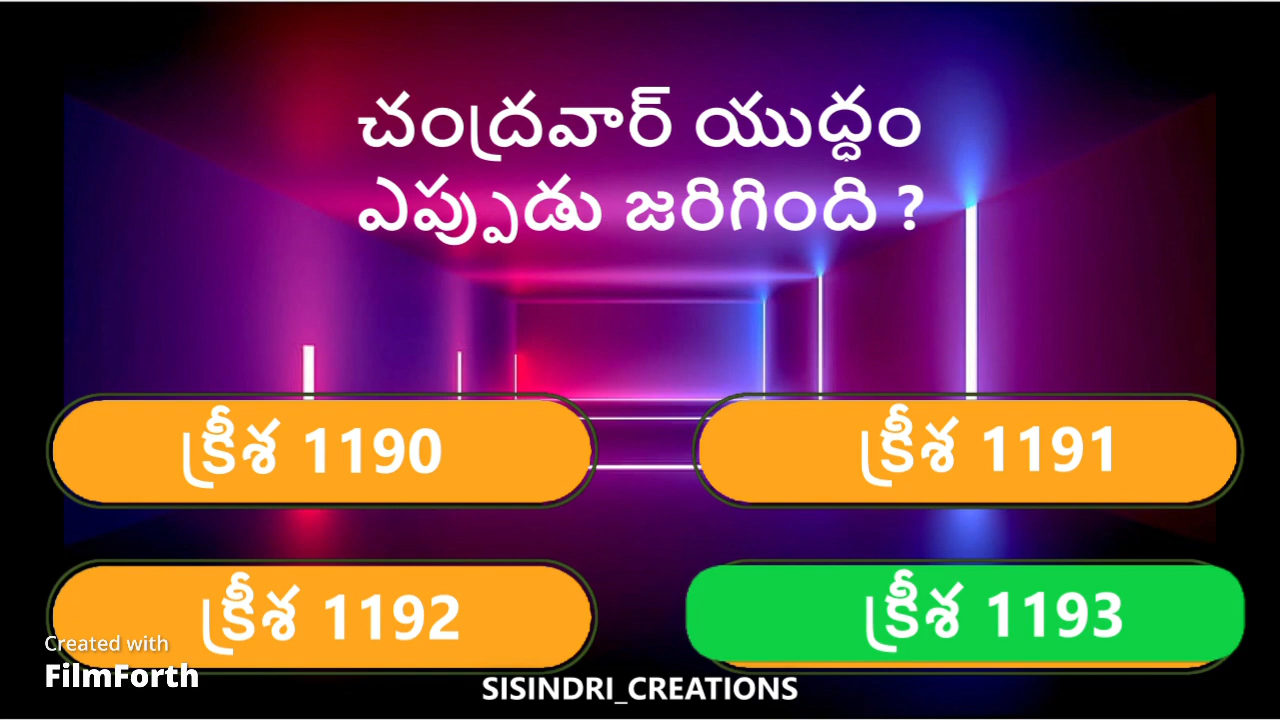 చంద్రవార్ యుద్ధం
ఎప్పుడు జరిగింది ?
క్రీశ 1190
క్రీశ 1191
క్రీశ 1192
క్రీశ 1193
Created with
FilmForth
SISINDRI_CREATIONS